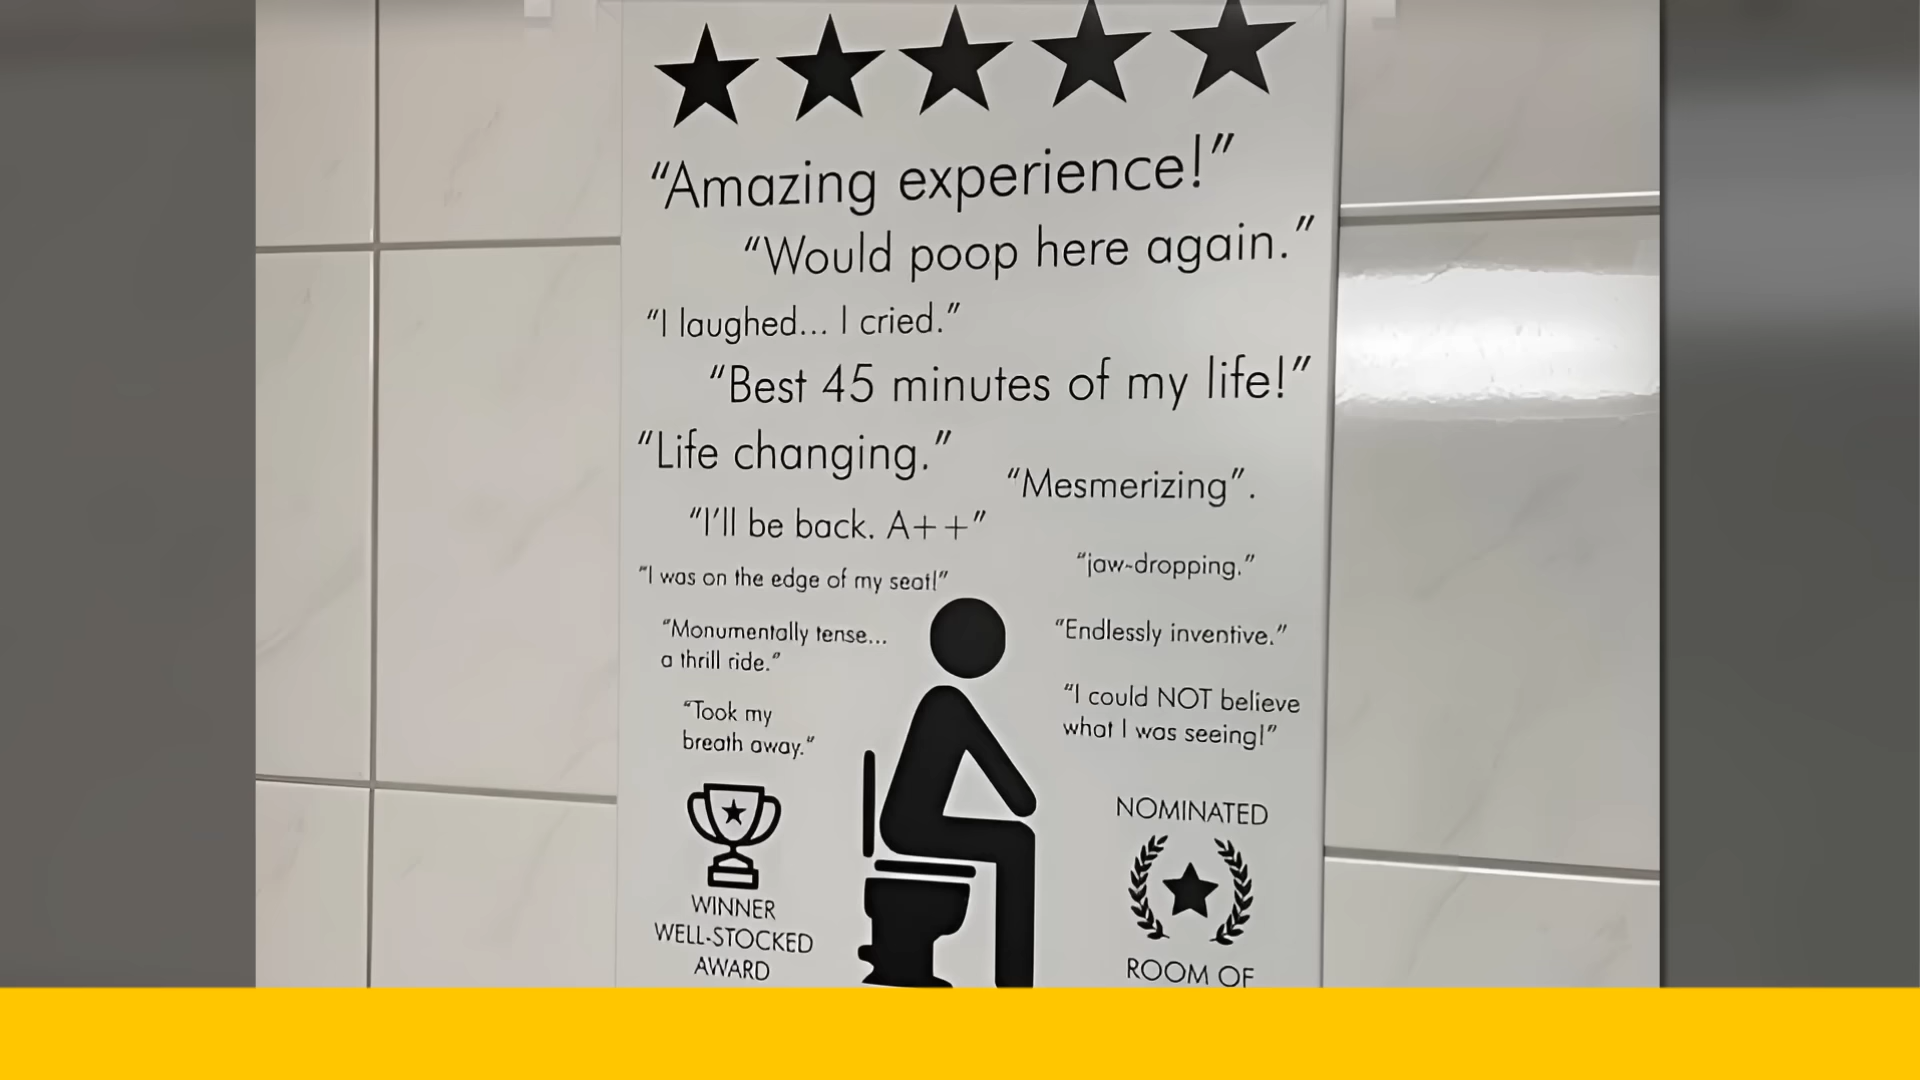 “Amazing experience!”
“Would poop here again.”
“I laughed... I cried.”
“Best 45 minutes of my life!”
“Life changing.”
“Mesmerizing”.
“I’ll be back. A++”
“jaw-dropping.”
“I was on the edge of my seat!”
“Monumentally tense...
a thrill ride.”
“Endlessly inventive.”
“Took my
breath away.”
“I could NOT believe
what I was seeing!”
WINNER
WELL-STOCKED
AWARD
NOMINATED
ROOM OF